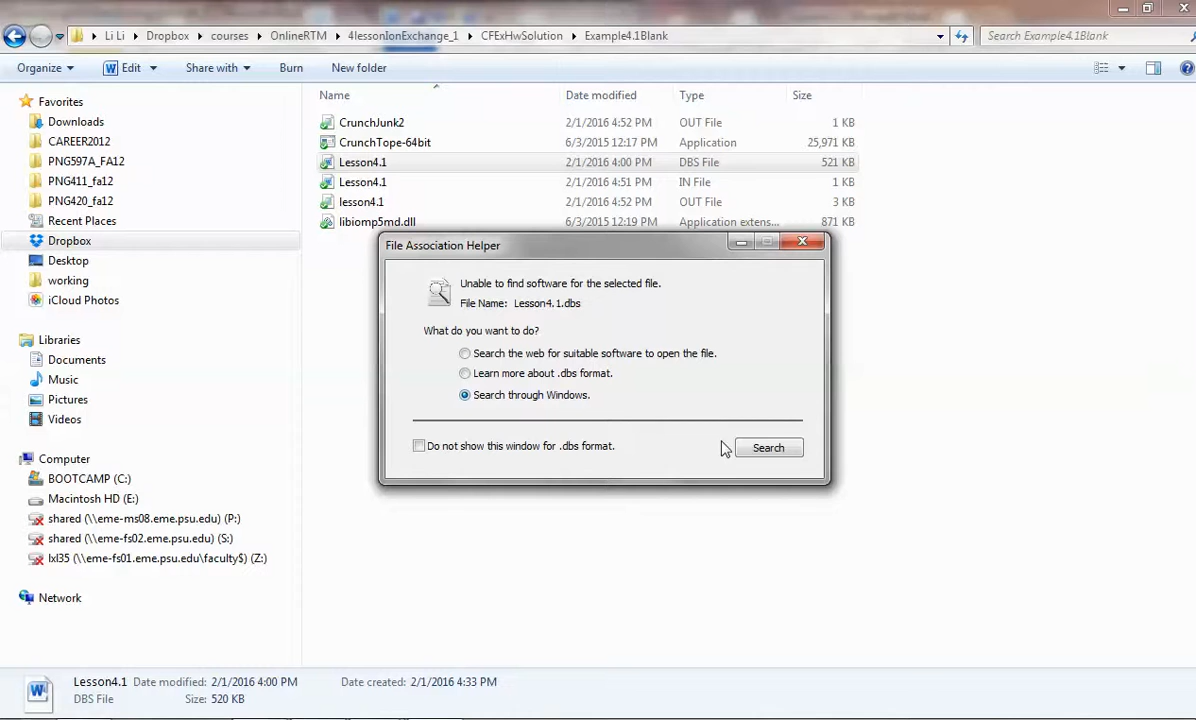 Li Li ▸ Dropbox ▸ courses ▸ OnlineRTM ▸ 4lessonIonExchange_1 ▸ CFExHwSolution ▸ Example4.1Blank
Search Example4.1Blank
Organize Edit Share with Burn New folder
Favorites
Downloads
CAREER2012
PNG597A_FA12
PNG411_fa12
PNG420_fa12
Recent Places
Dropbox
Desktop
working
iCloud Photos
Libraries
Documents
Music
Pictures
Videos
Computer
BOOTCAMP (C:)
Macintosh HD (E:)
shared (\\eme-ms08.eme.psu.edu) (P:)
shared (\\eme-fs02.eme.psu.edu) (S:)
lxl35 (\\eme-fs01.eme.psu.edu\faculty$) (Z:)
Network
Name Date modified Type Size
CrunchJunk2 2/1/2016 4:52 PM OUT File 1 KB
CrunchTope-64bit 6/3/2015 12:17 PM Application 25,971 KB
Lesson4.1 2/1/2016 4:00 PM DBS File 521 KB
Lesson4.1 2/1/2016 4:51 PM IN File 1 KB
lesson4.1 2/1/2016 4:52 PM OUT File 3 KB
libiomp5md.dll 6/3/2015 12:19 PM Application extens... 871 KB
File Association Helper
Unable to find software for the selected file.
File Name: Lesson4.1.dbs
What do you want to do?
Search the web for suitable software to open the file.
Learn more about .dbs format.
Search through Windows.
Do not show this window for .dbs format.
Search
Lesson4.1 Date modified: 2/1/2016 4:00 PM Date created: 2/1/2016 4:33 PM
DBS File Size: 520 KB